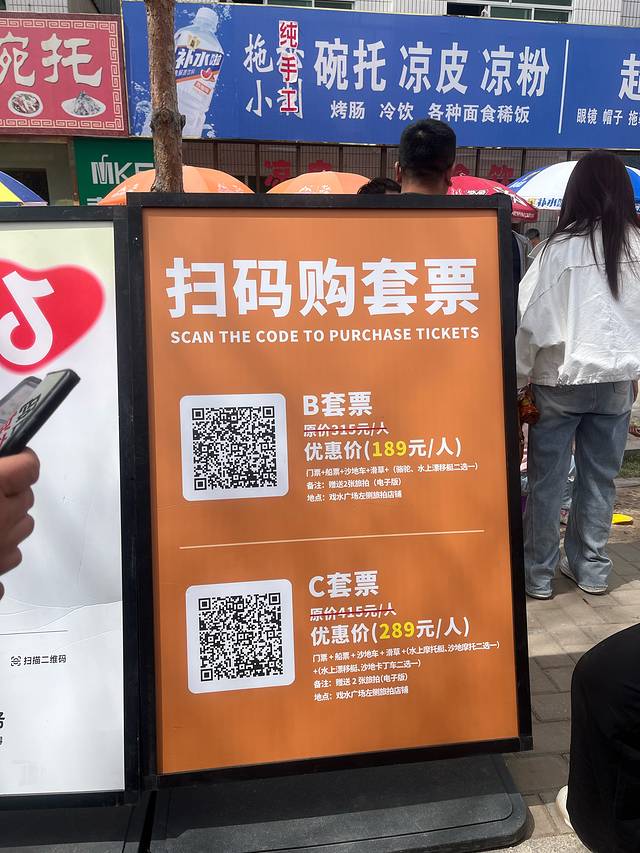 碗托
补水啦
拖
小
纯手工
碗托 凉皮 凉粉
烤肠 冷饮 各种面食稀饭
眼镜 帽子 拖
MKF
补水
扫码购套票
SCAN THE CODE TO PURCHASE TICKETS
B套票
原价315元/人
优惠价(189元/人)
门票+船票+沙地车+滑草+（骆驼、水上漂移艇二选一）
备注：赠送2张旅拍（电子版）
地点：戏水广场左侧旅拍店铺
C套票
原价415元/人
优惠价(289元/人)
门票+船票+沙地车+滑草+(水上摩托艇、沙地摩托二选一)
+(水上漂移艇、沙地卡丁车二选一)
备注：赠送 2 张旅拍(电子版)
地点：戏水广场左侧旅拍店铺
扫描二维码